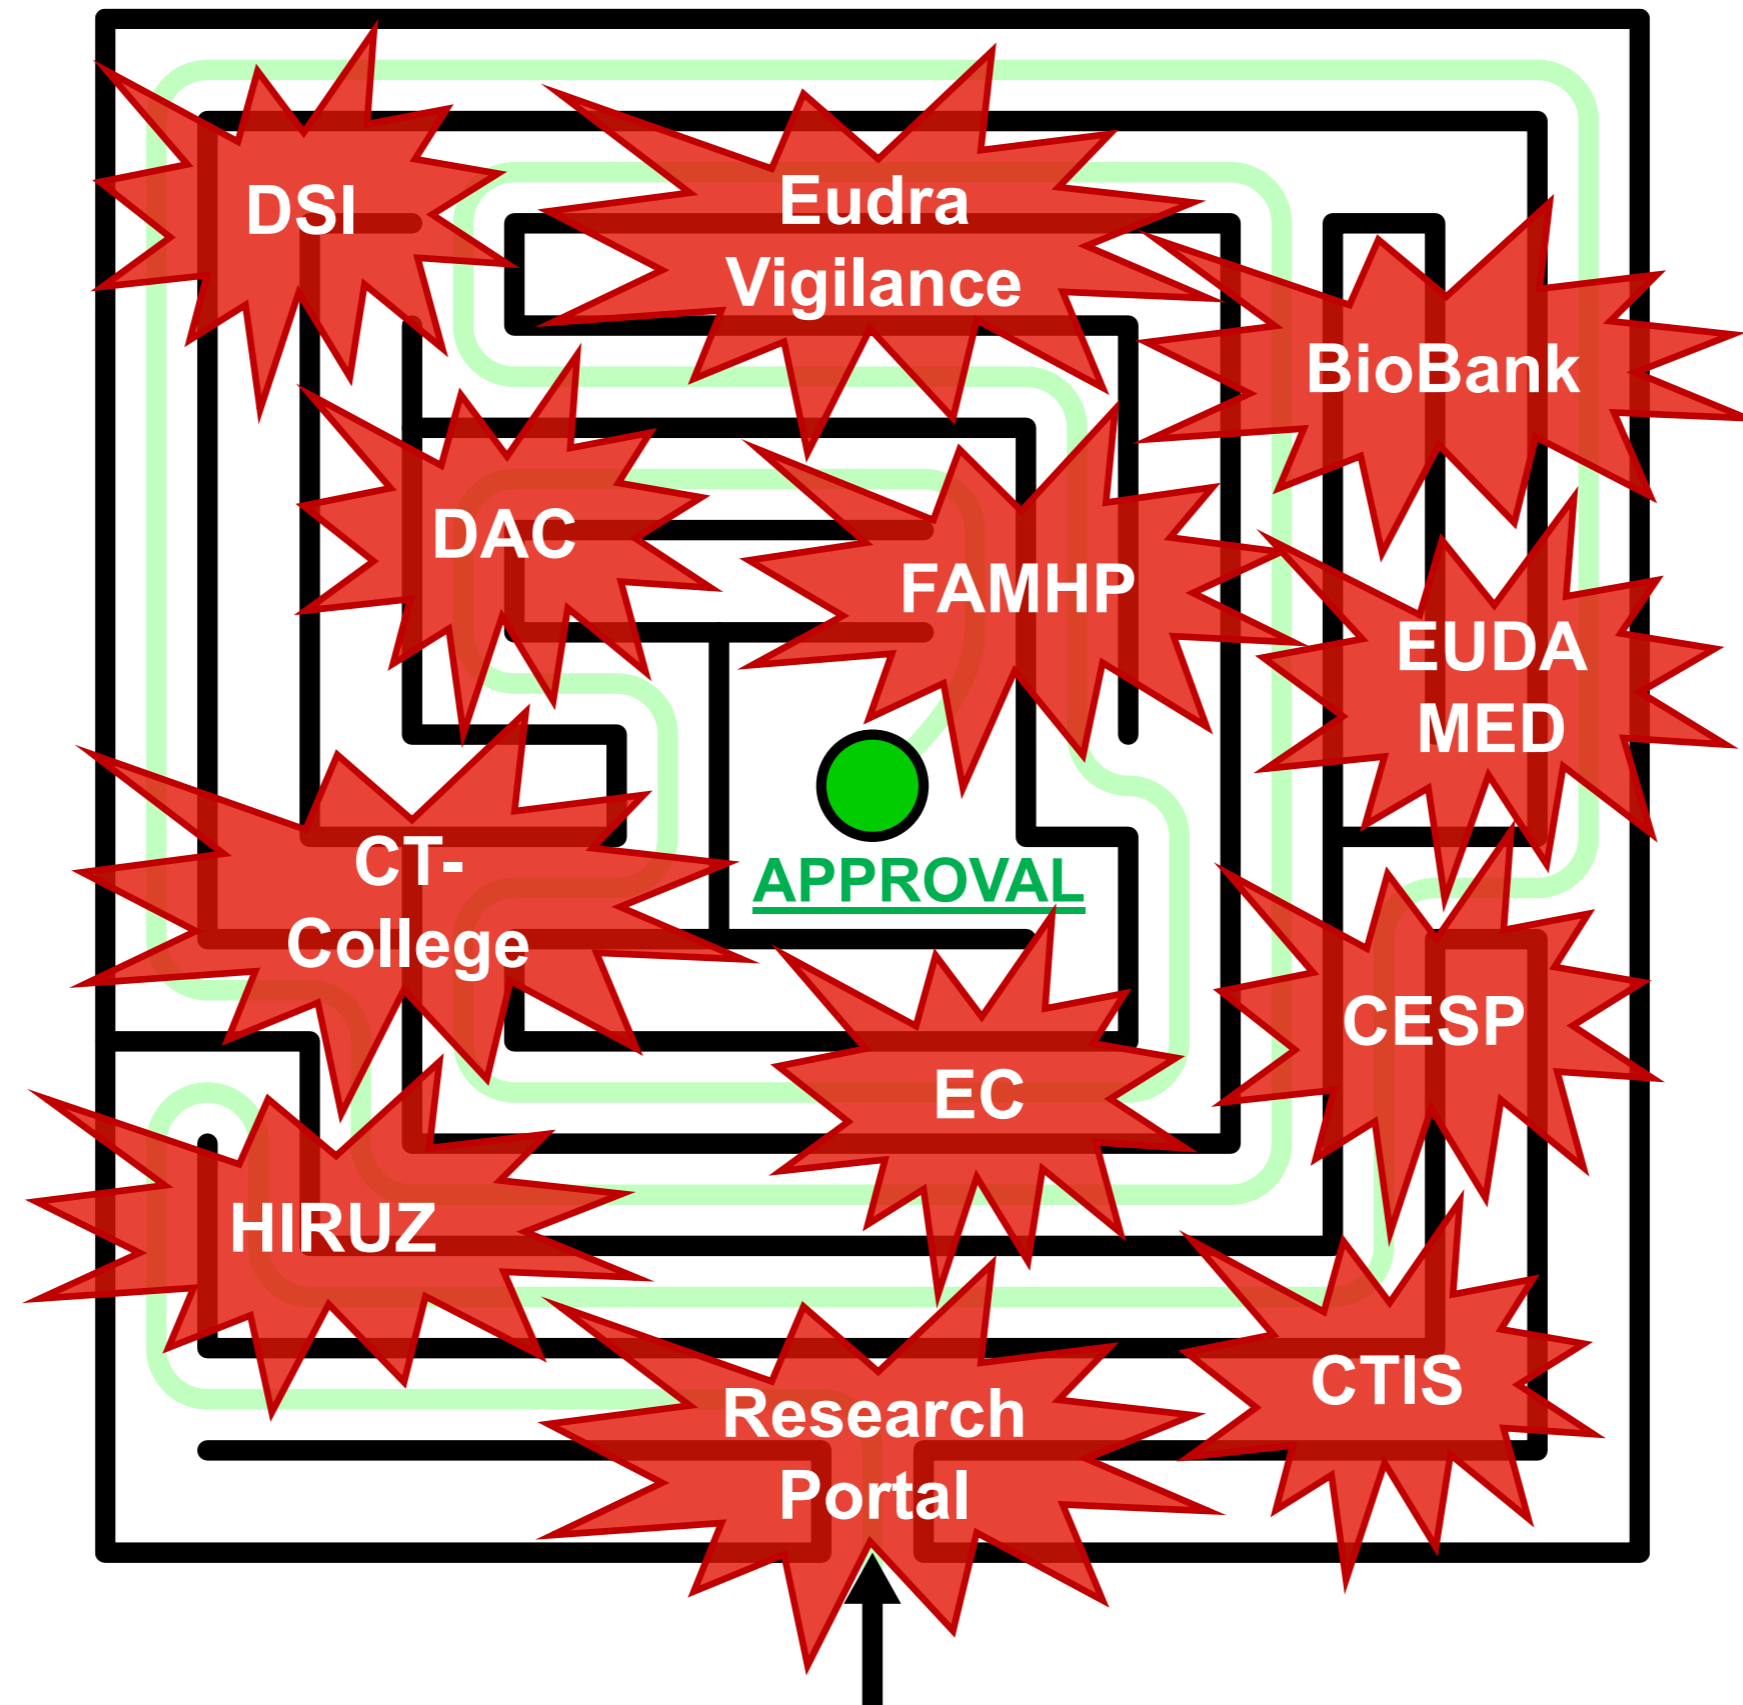 DSI
Eudra
Vigilance
BioBank
DAC
FAMHP
EUDA
MED
CT-
College
APPROVAL
CESP
EC
HIRUZ
CTIS
Research
Portal